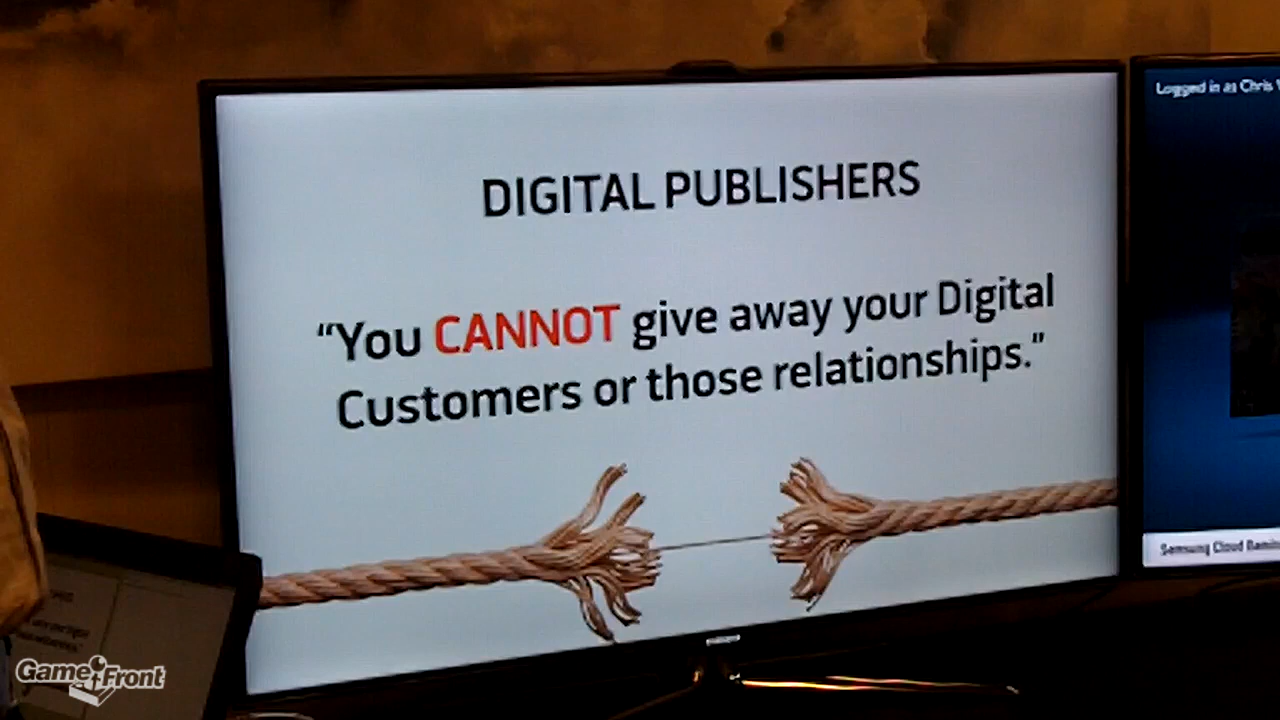 DIGITAL PUBLISHERS
“You CANNOT give away your Digital
Customers or those relationships.”
Logged in as Chris
Samsung Cloud
GameFront